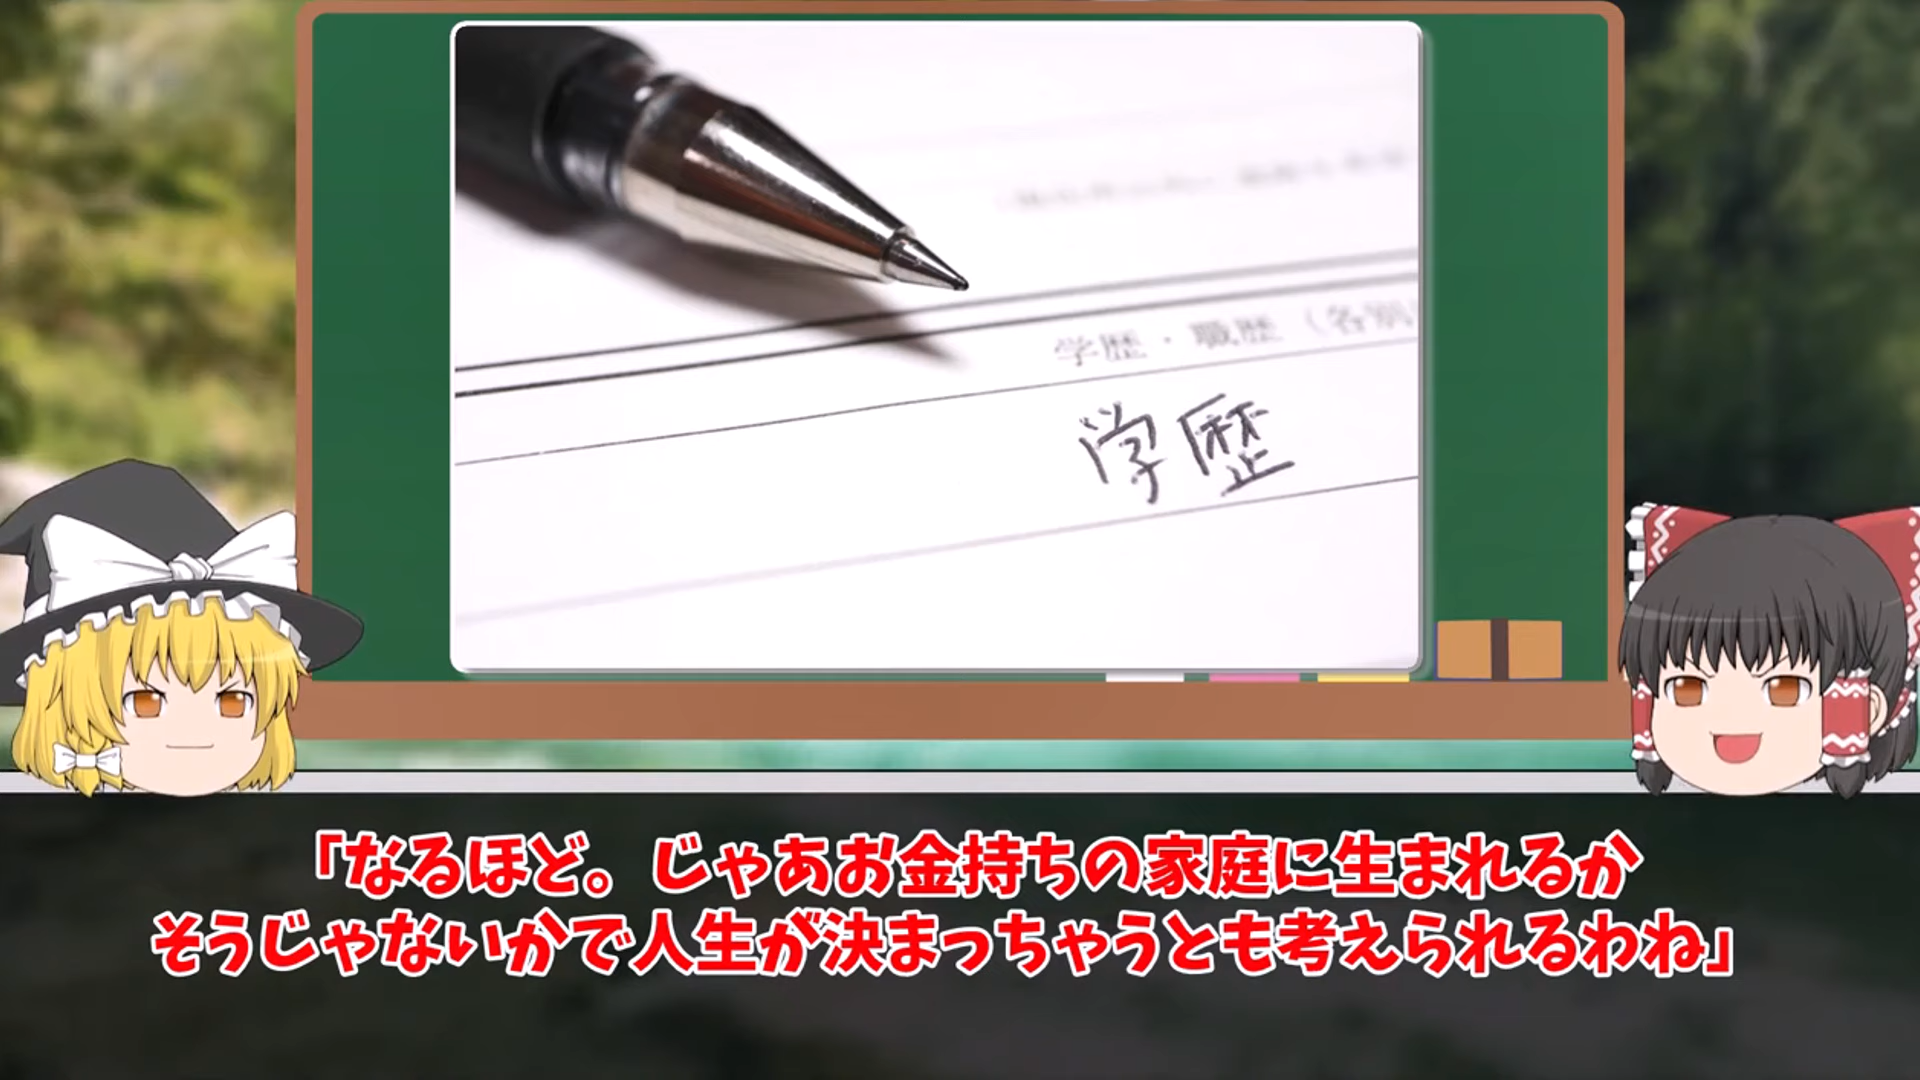 学歴・職歴（各別
学歴
「なるほど。じゃあお金持ちの家庭に生まれるか
そうじゃないかで人生が決まっちゃうとも考えられるわね」